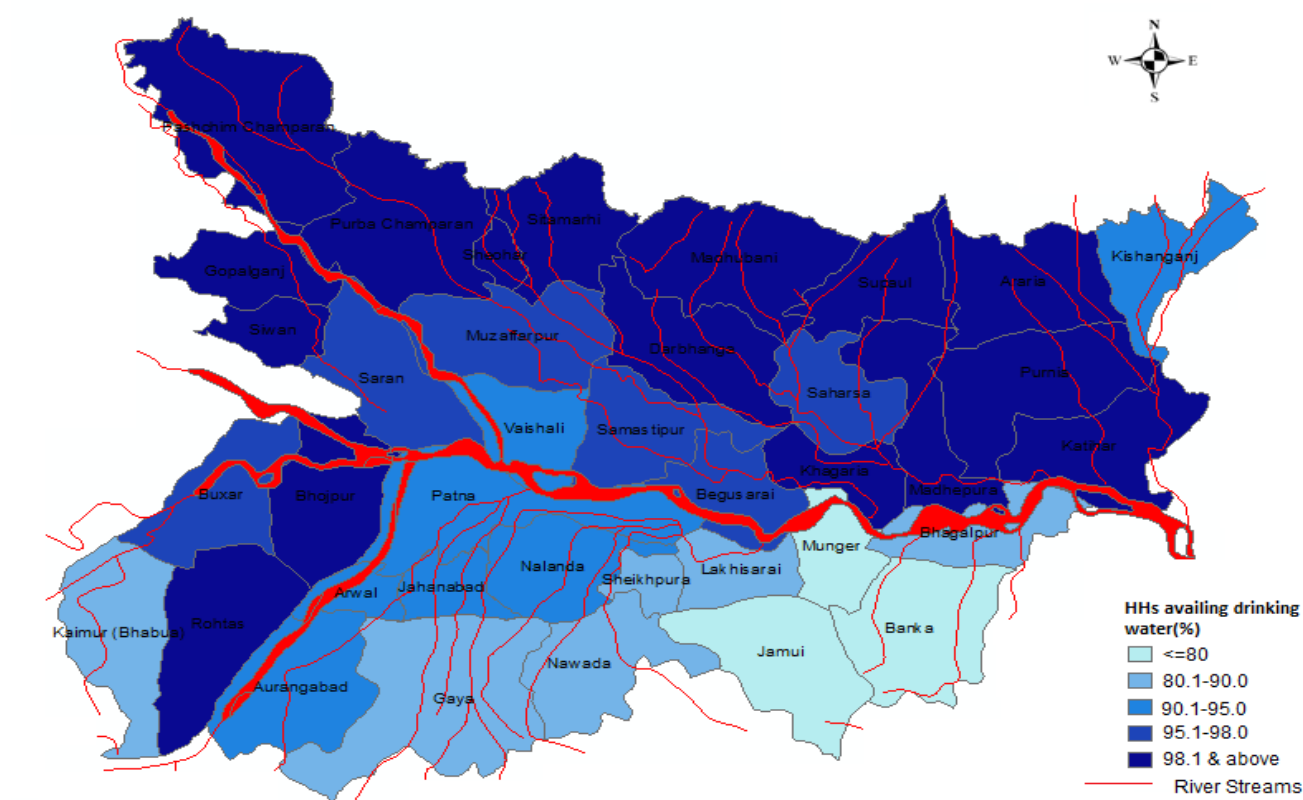 N
W E
S
Pashchim Champaran
Purba Champaran
Sitamarhi
Sheohar
Madhubani
Supaul
Araria
Kishanganj
Gopalganj
Siwan
Muzaffarpur
Darbhanga
Purnia
Saran
Saharsa
Vaishali
Samastipur
Katihar
Khagaria
Buxar
Bhojpur
Patna
Begusarai
Madhepura
Bhagalpur
Munger
Nalanda
Lakhisarai
Sheikhpura
Jahanabad
Arwal
Kaimur (Bhabua)
Rohtas
Banka
Jamui
Nawada
Aurangabad
Gaya
HHs availing drinking
water(%)
<=80
80.1-90.0
90.1-95.0
95.1-98.0
98.1 & above
River Streams